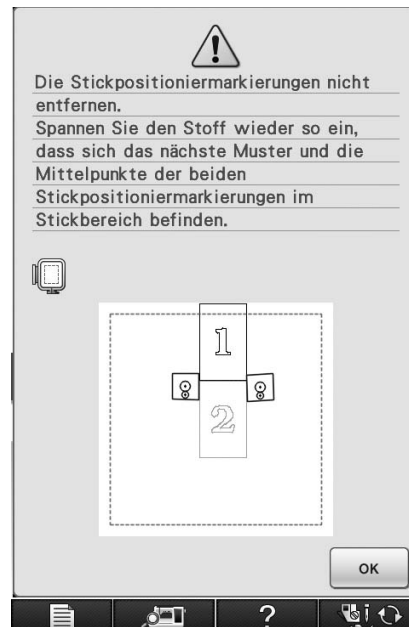 Die Stickpositioniermarkierungen nicht
entfernen.
Spannen Sie den Stoff wieder so ein,
dass sich das nächste Muster und die
Mittelpunkte der beiden
Stickpositioniermarkierungen im
Stickbereich befinden.
1
2
OK
?